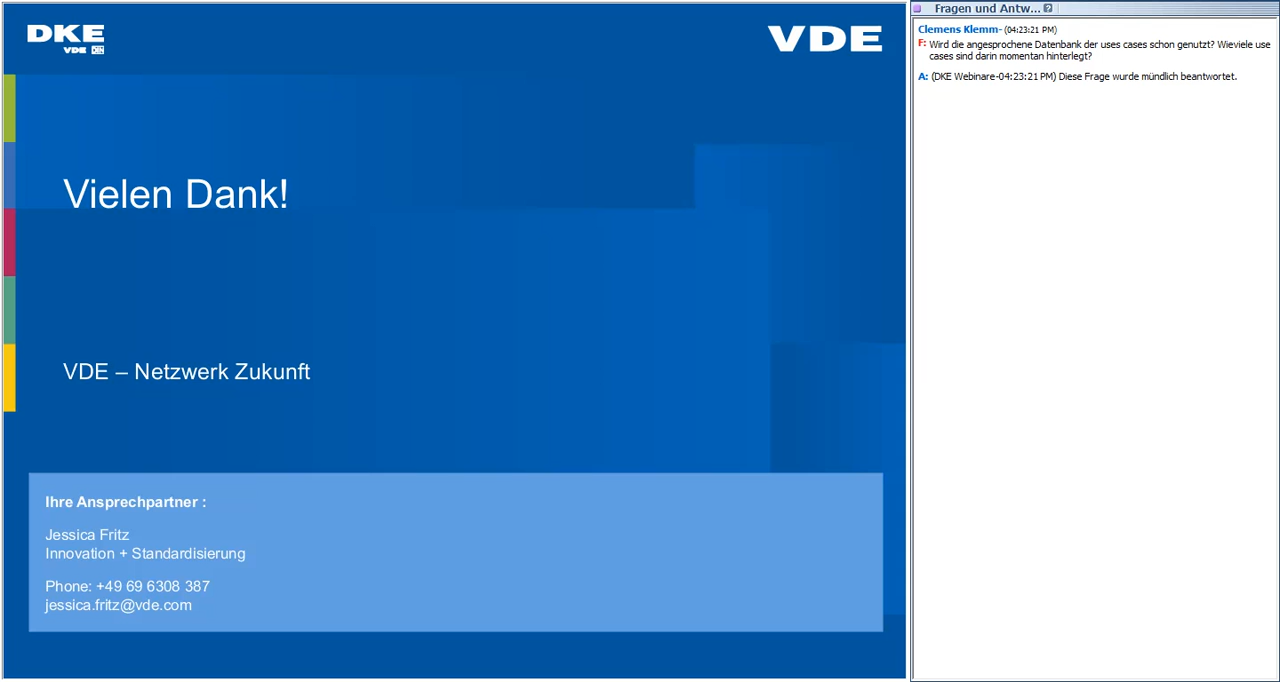 DKE
VDE DIN
VDE
Vielen Dank!
VDE – Netzwerk Zukunft
Ihre Ansprechpartner :
Jessica Fritz
Innovation + Standardisierung
Phone: +49 69 6308 387
jessica.fritz@vde.com
Fragen und Antw... ?
Clemens Klemm- (04:23:21 PM)
F: Wird die angesprochene Datenbank der uses cases schon genutzt? Wieviele use
cases sind darin momentan hinterlegt?
A: (DKE Webinare-04:23:21 PM) Diese Frage wurde mündlich beantwortet.